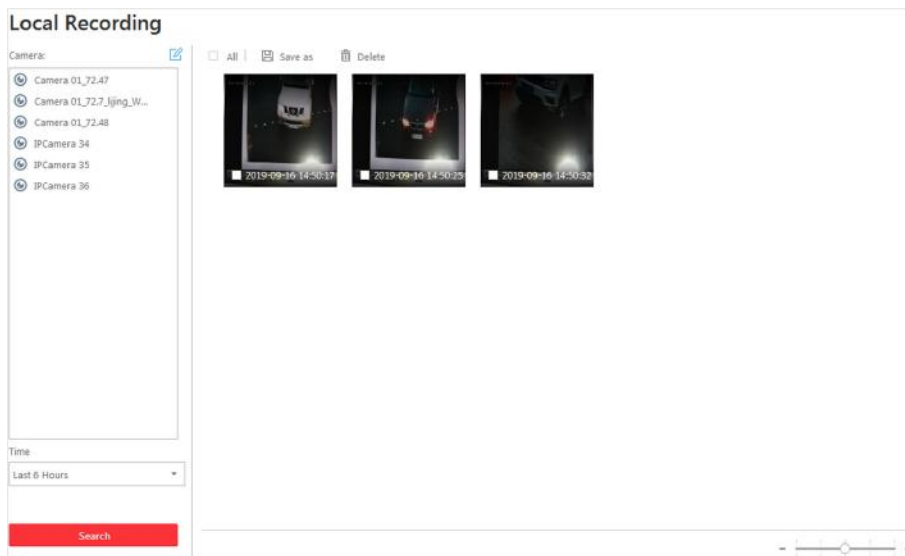 Local Recording
Camera:
All
Save as
Delete
Camera 01_72.47
Camera 01_72.7_lijing_W...
Camera 01_72.48
IPCamera 34
IPCamera 35
IPCamera 36
2019-09-16 14:50:17
2019-09-16 14:50:25
2019-09-16 14:50:32
Time
Last 6 Hours
Search